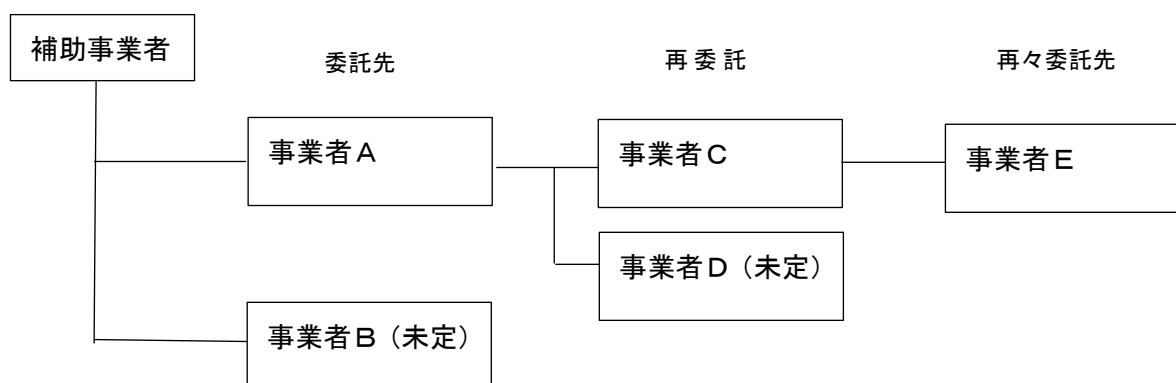 補助事業者
委託先
再委託
再々委託先
事業者A
事業者C
事業者E
事業者D（未定）
事業者B（未定）